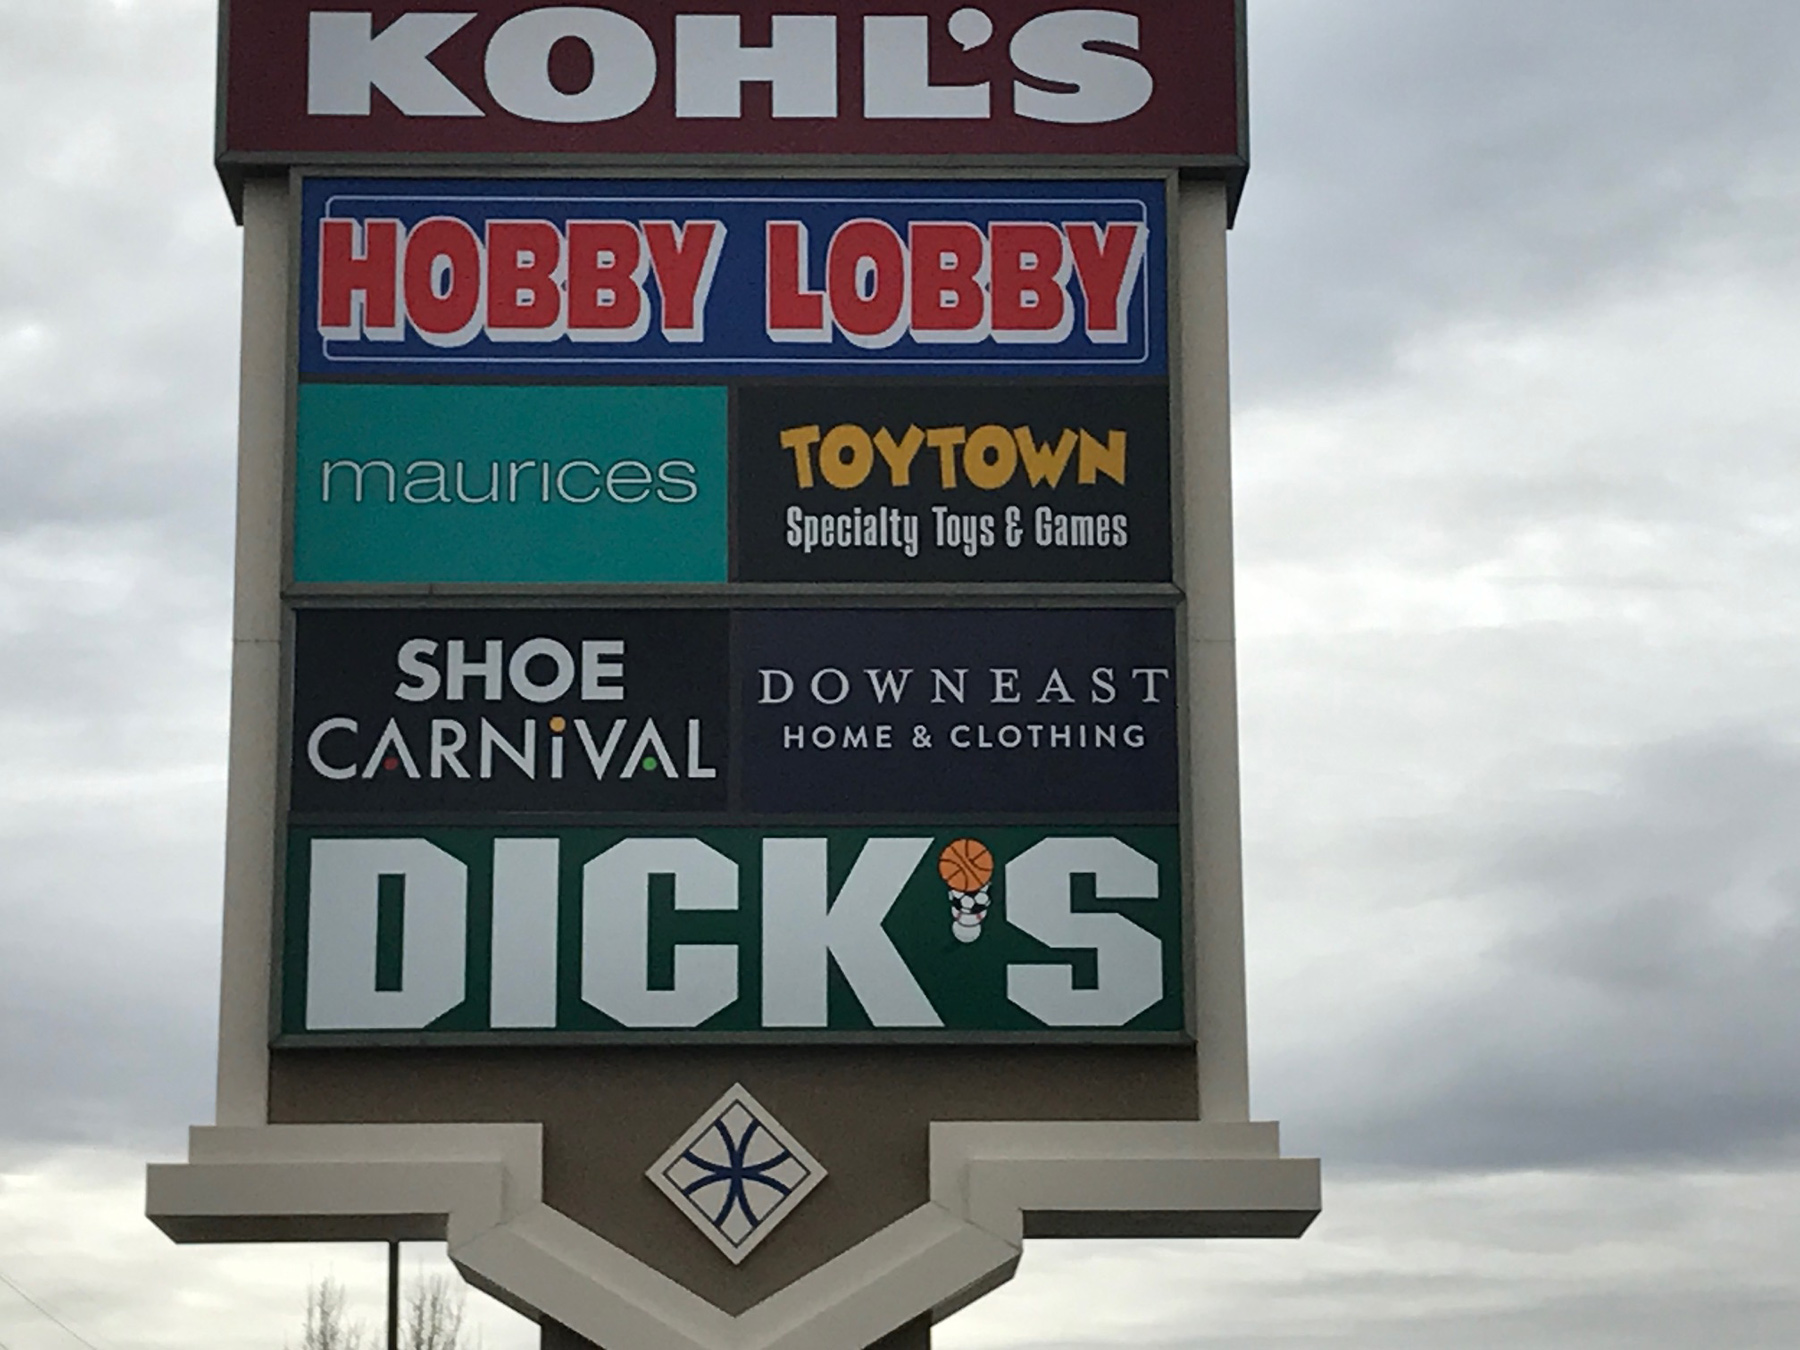 KOHL'S
HOBBY LOBBY
maurices
TOYTOWN
Specialty Toys & Games
SHOE
CARNiVAL
DOWNEAST
HOME & CLOTHING
DICK'S